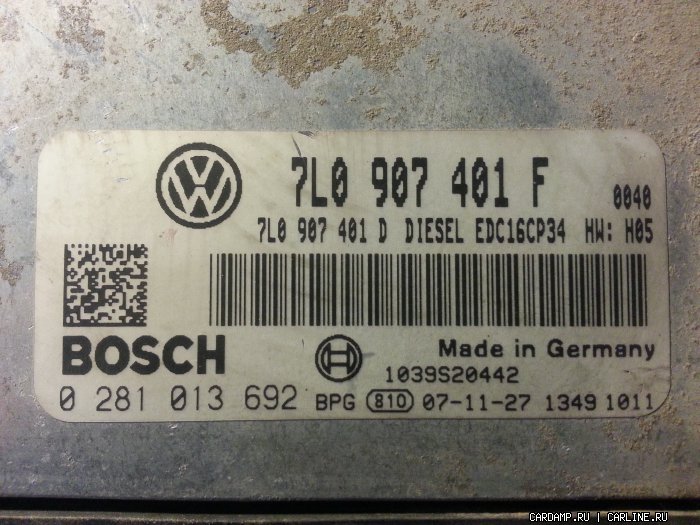 7L0 907 401 F 0040
7L0 907 401 D DIESEL EDC16CP34 HW: H05
BOSCH
Made in Germany
1039S20442
0 281 013 692 BPG 810 07-11-27 1349 1011
CARDAMP.RU | CARLINE.RU